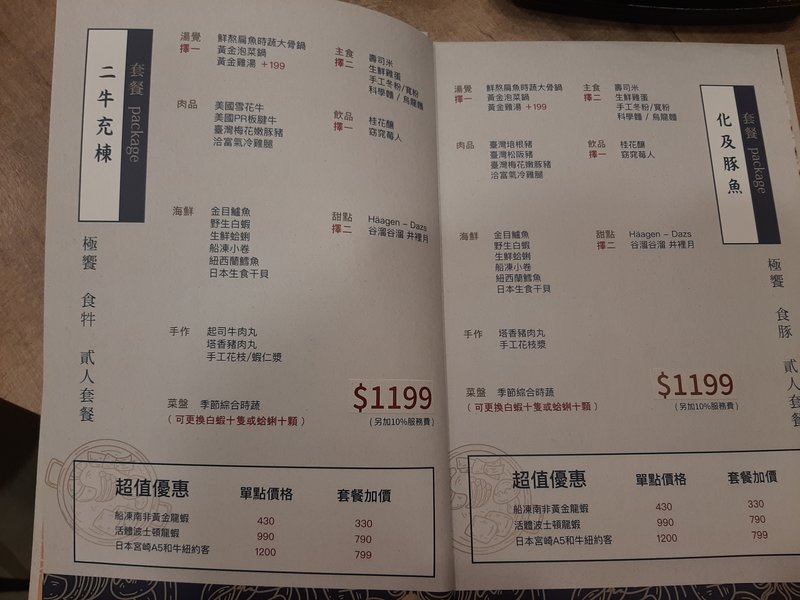 套餐 package
二牛充棟
極饗 食牪 貳人套餐
湯覺 擇一
鮮熬扁魚時蔬大骨鍋
黃金泡菜鍋
黃金雞湯 +199
主食 擇二
壽司米
生鮮雞蛋
手工冬粉/寬粉
科學麵 / 烏龍麵
肉品
美國雪花牛
美國PR板腱牛
臺灣梅花嫩豚豬
洽富氣冷雞腿
飲品 擇一
桂花釀
窈窕莓人
海鮮
金目鱸魚
野生白蝦
生鮮蛤蜊
船凍小卷
紐西蘭鱈魚
日本生食干貝
甜點 擇二
Häagen - Dazs
谷溜谷溜 井裡月
手作
起司牛肉丸
塔香豬肉丸
手工花枝/蝦仁漿
菜盤 季節綜合時蔬
( 可更換白蝦十隻或蛤蜊十顆 )
$1199
( 另加10%服務費 )
超值優惠 單點價格 套餐加價
船凍南非黃金龍蝦 430 330
活體波士頓龍蝦 990 790
日本宮崎A5和牛紐約客 1200 799
套餐 package
化及豚魚
極饗 食豚 貳人套
湯覺 擇一
鮮熬扁魚時蔬大骨鍋
黃金泡菜鍋
黃金雞湯 +199
主食 擇二
壽司米
生鮮雞蛋
手工冬粉/寬粉
科學麵 / 烏龍麵
肉品
臺灣培根豬
臺灣松阪豬
臺灣梅花嫩豚豬
洽富氣冷雞腿
飲品 擇一
桂花釀
窈窕莓人
海鮮
金目鱸魚
野生白蝦
生鮮蛤蜊
船凍小卷
紐西蘭鱈魚
日本生食干貝
甜點 擇二
Häagen - Dazs
谷溜谷溜 井裡月
手作
塔香豬肉丸
手工花枝漿
菜盤 季節綜合時蔬
( 可更換白蝦十隻或蛤蜊十顆 )
$1199
( 另加10%服務費 )
超值優惠 單點價格 套餐加價
船凍南非黃金龍蝦 430 330
活體波士頓龍蝦 990 790
日本宮崎A5和牛紐約客 1200 799